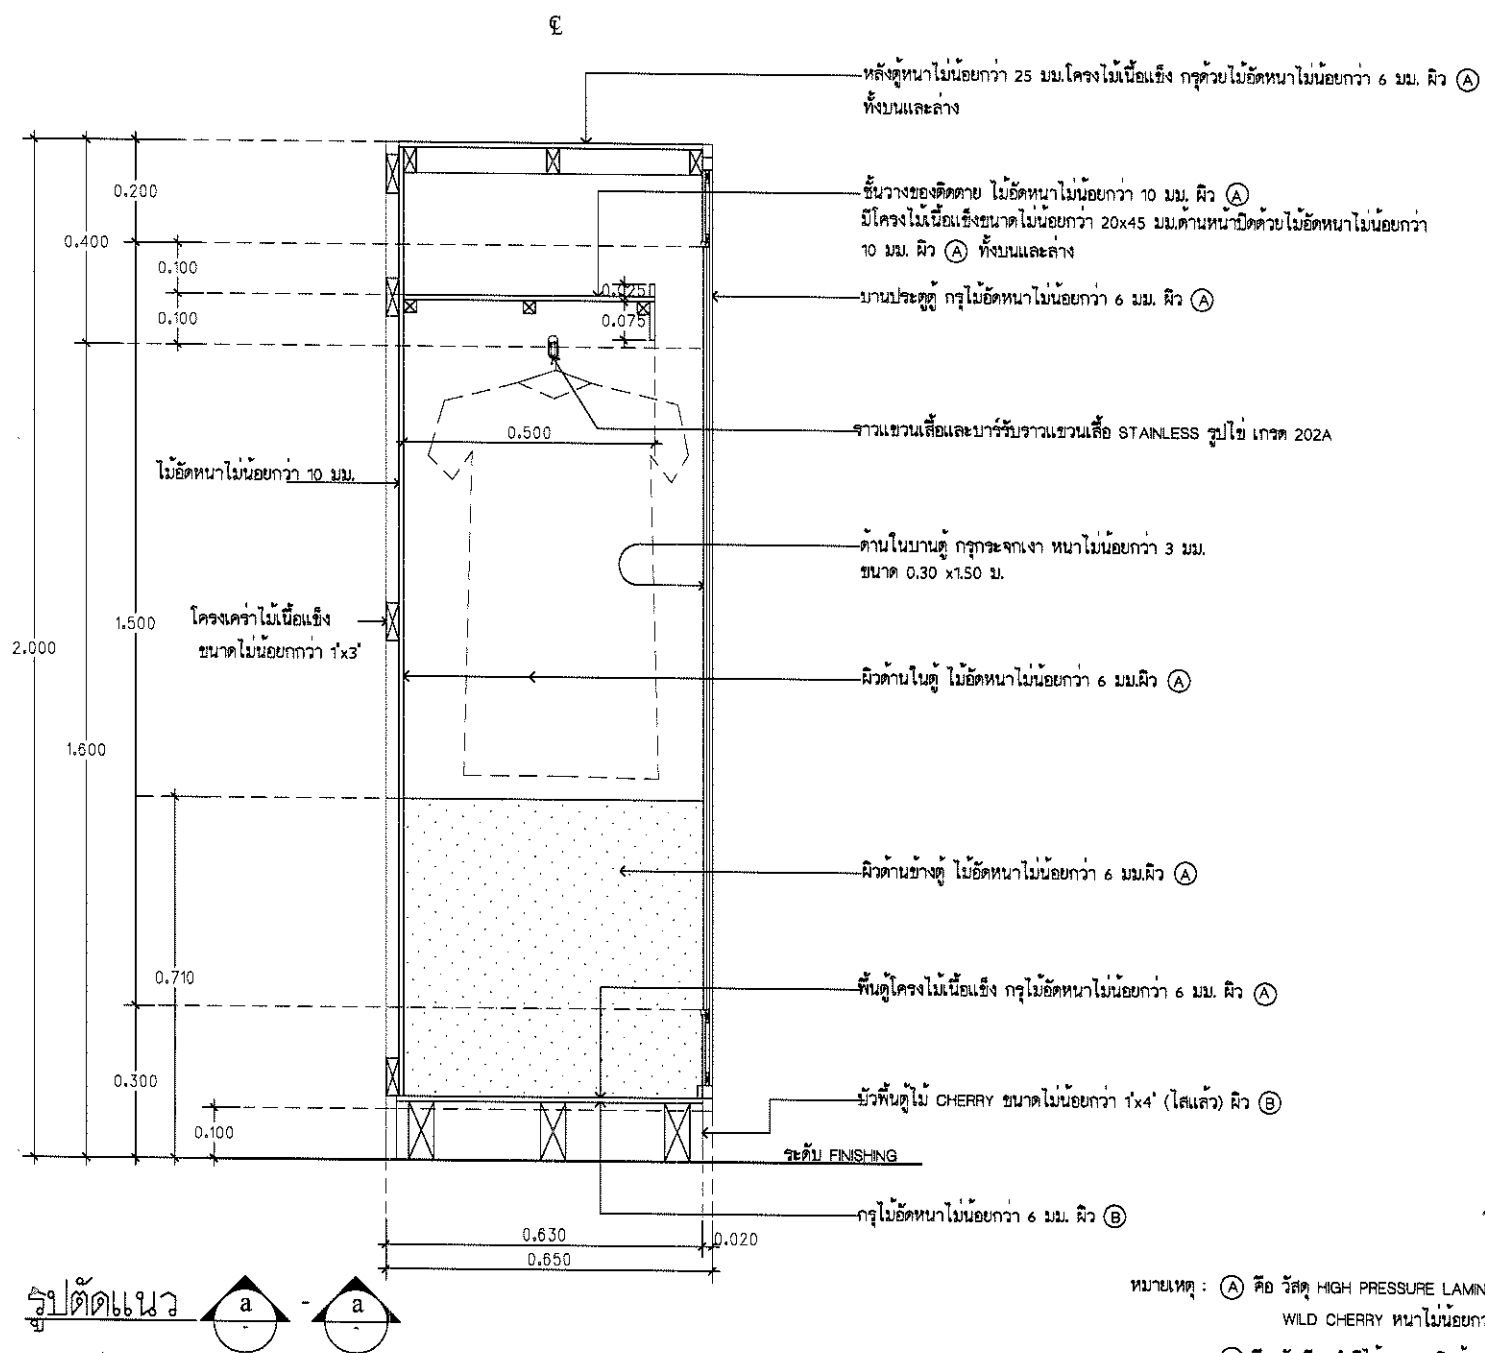 ℄
หลังตู้หนาไม่น้อยกว่า 25 มม.โครงไม้เนื้อแข็ง กรุด้วยไม้อัดหนาไม่น้อยกว่า 6 มม. ผิว A
ทั้งบนและล่าง
ชั้นวางของติดตาย ไม้อัดหนาไม่น้อยกว่า 10 มม. ผิว A
มีโครงไม้เนื้อแข็งขนาดไม่น้อยกว่า 20x45 มม.ด้านหน้าปิดด้วยไม้อัดหนาไม่น้อยกว่า
10 มม. ผิว A ทั้งบนและล่าง
บานประตูตู้ กรุไม้อัดหนาไม่น้อยกว่า 6 มม. ผิว A
0.200
0.400
0.100
0.100
0.025
0.075
0.500
ราวแขวนเสื้อและบาร์รับราวแขวนเสื้อ STAINLESS รูปไข่ เกรด 202A
ไม้อัดหนาไม่น้อยกว่า 10 มม.
ด้านในบานตู้ กรุกระจกเงา หนาไม่น้อยกว่า 3 มม.
ขนาด 0.30 x1.50 ม.
โครงเคร่าไม้เนื้อแข็ง
ขนาดไม่น้อยกกว่า 1"x3"
1.500
2.000
ผิวด้านในตู้ ไม้อัดหนาไม่น้อยกว่า 6 มม.ผิว A
1.600
ผิวด้านข้างตู้ ไม้อัดหนาไม่น้อยกว่า 6 มม.ผิว A
0.710
พื้นตู้โครงไม้เนื้อแข็ง กรุไม้อัดหนาไม่น้อยกว่า 6 มม. ผิว A
0.300
บัวพื้นตู้ไม้ CHERRY ขนาดไม่น้อยกว่า 1"x4" (ไสแล้ว) ผิว B
0.100
ระดับ FINISHING
กรุไม้อัดหนาไม่น้อยกว่า 6 มม. ผิว B
0.630
0.020
0.650
รูปตัดแนว a - a
หมายเหตุ : A คือ วัสดุ HIGH PRESSURE LAMIN
WILD CHERRY หนาไม่น้อยกว